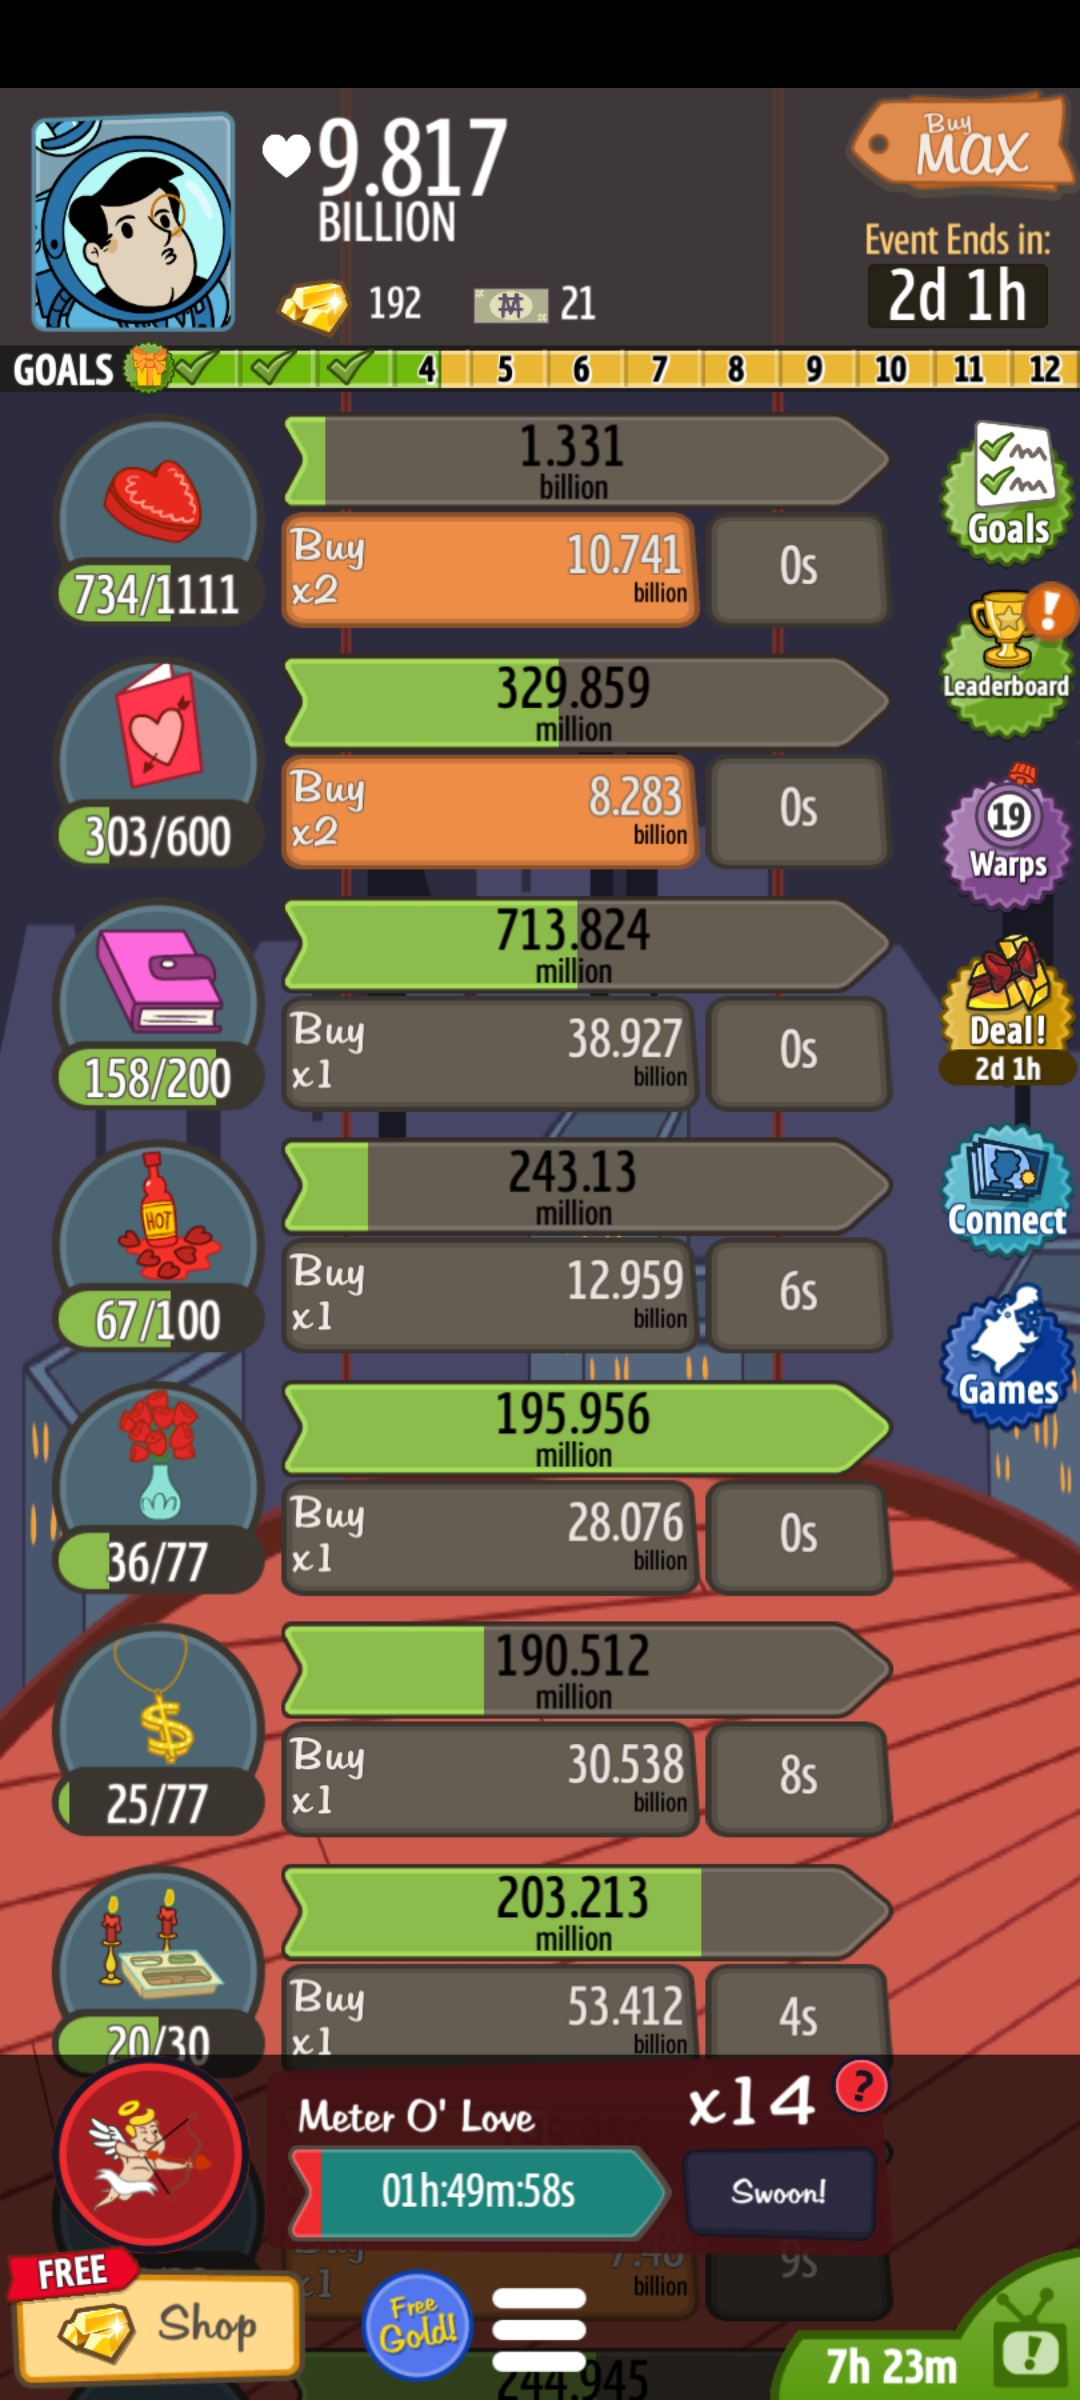 9.817
BILLION
192
21
Buy
MAX
Event Ends in:
2d 1h
GOALS 4 5 6 7 8 9 10 11 12
1.331
billion
Buy
x2
10.741
billion
0s
734/1111
Goals
329.859
million
Buy
x2
8.283
billion
0s
303/600
Leaderboard
!
713.824
million
Buy
x1
38.927
billion
0s
158/200
19
Warps
Deal!
2d 1h
243.13
million
HOT
Buy
x1
12.959
billion
6s
67/100
Connect
195.956
million
Buy
x1
28.076
billion
0s
36/77
Games
190.512
million
$
Buy
x1
30.538
billion
8s
25/77
203.213
million
Buy
x1
53.412
billion
4s
20/30
Meter O' Love
x14
?
01h:49m:58s
Swoon!
Buy
x1
7.48
billion
9s
FREE
Shop
Free
Gold!
7h 23m
!
244.945